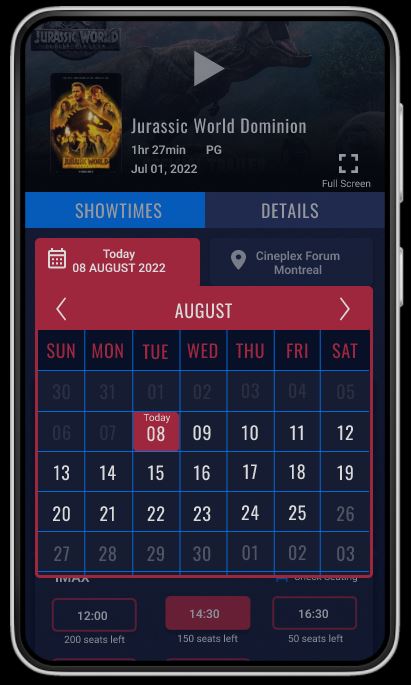 JURASSIC WORLD
JURASSIC WORLD
Jurassic World Dominion
1hr 27min PG
Jul 01, 2022
Full Screen
SHOWTIMES DETAILS
Today
08 AUGUST 2022
Cineplex Forum
Montreal
AUGUST
SUN MON TUE WED THU FRI SAT
30 31 01 02 03 04 05
Today
06 07 08 09 10 11 12
13 14 15 16 17 18 19
20 21 22 23 24 25 26
27 28 29 30 01 02 03
IMAX Check Seating
12:00 14:30 16:30
200 seats left 150 seats left 50 seats left